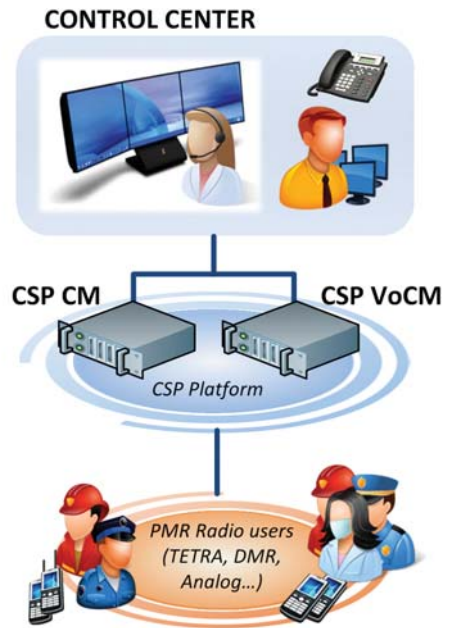 CONTROL CENTER
CSP CM
CSP VoCM
CSP Platform
PMR Radio users
(TETRA, DMR,
Analog...)